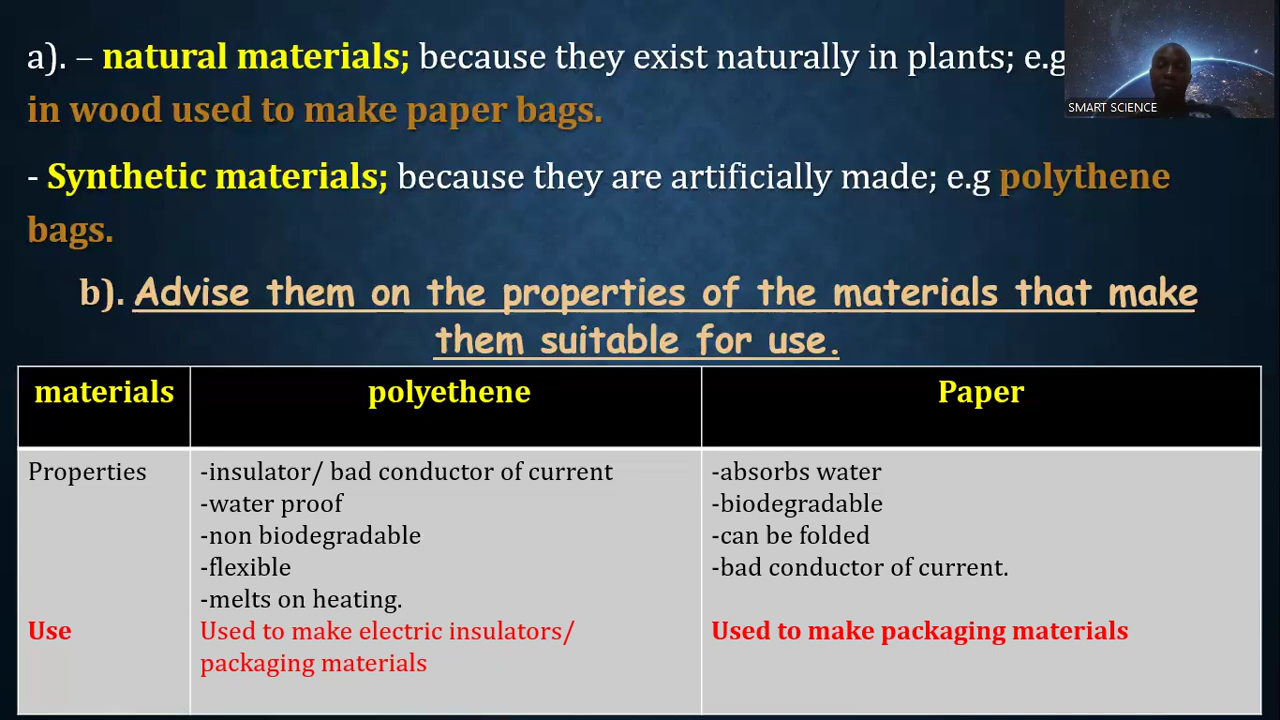 a). – natural materials; because they exist naturally in plants; e.g
in wood used to make paper bags.
SMART SCIENCE
- Synthetic materials; because they are artificially made; e.g polythene
bags.
b). Advise them on the properties of the materials that make
them suitable for use.
materials polyethene Paper
Properties -insulator/ bad conductor of current -absorbs water
-water proof -biodegradable
-non biodegradable -can be folded
-flexible -bad conductor of current.
-melts on heating.
Use Used to make electric insulators/ Used to make packaging materials
packaging materials